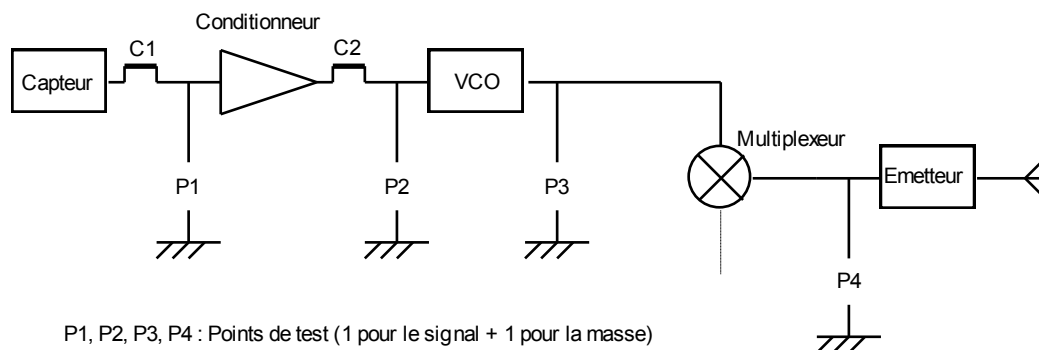 Conditionneur
C1
C2
Capteur
VCO
Multiplexeur
Emetteur
P1
P2
P3
P4
P1, P2, P3, P4 : Points de test (1 pour le signal + 1 pour la masse)